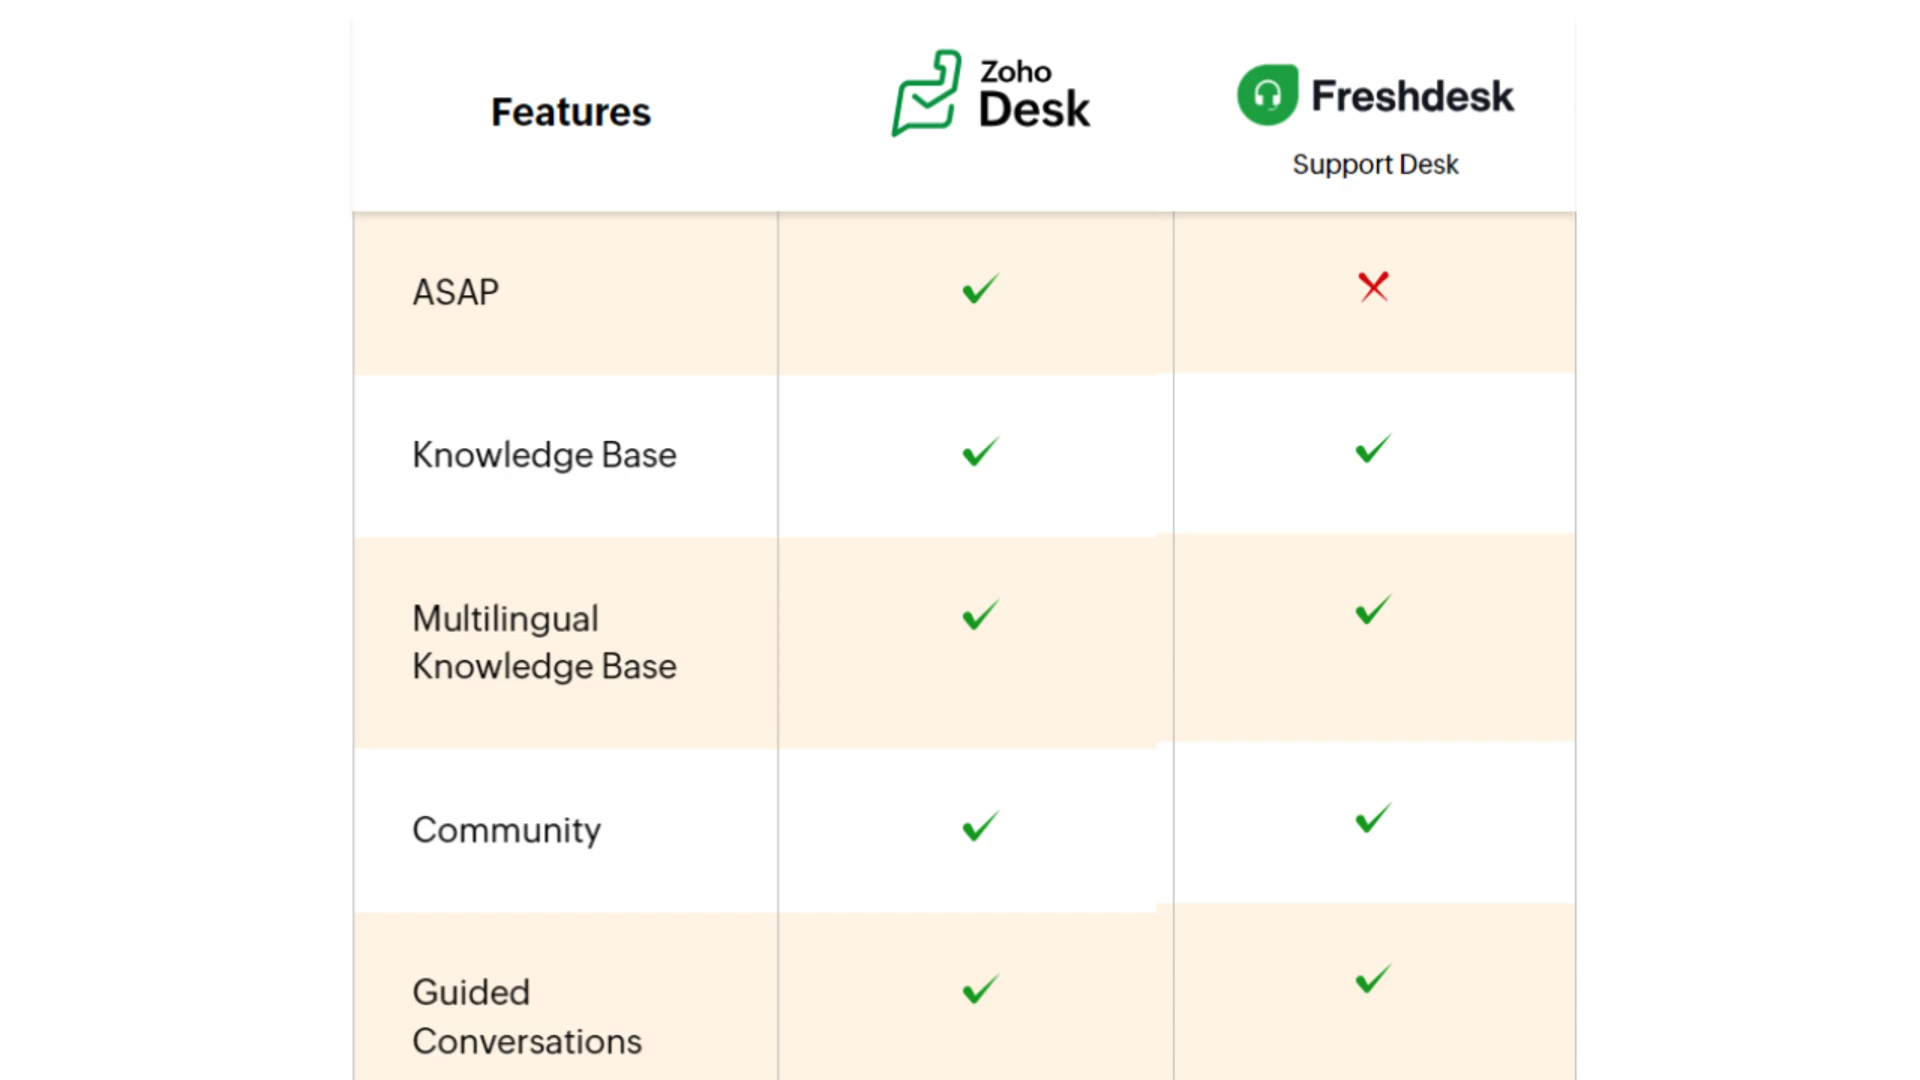 Features
Zoho
Desk
Freshdesk
Support Desk
ASAP
Knowledge Base
Multilingual
Knowledge Base
Community
Guided
Conversations